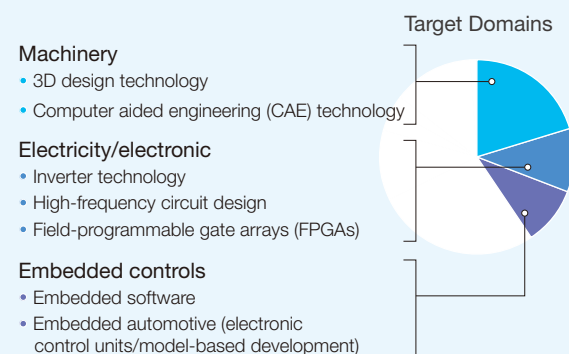 Target Domains
Machinery
• 3D design technology
• Computer aided engineering (CAE) technology
Electricity/electronic
• Inverter technology
• High-frequency circuit design
• Field-programmable gate arrays (FPGAs)
Embedded controls
• Embedded software
• Embedded automotive (electronic
control units/model-based development)